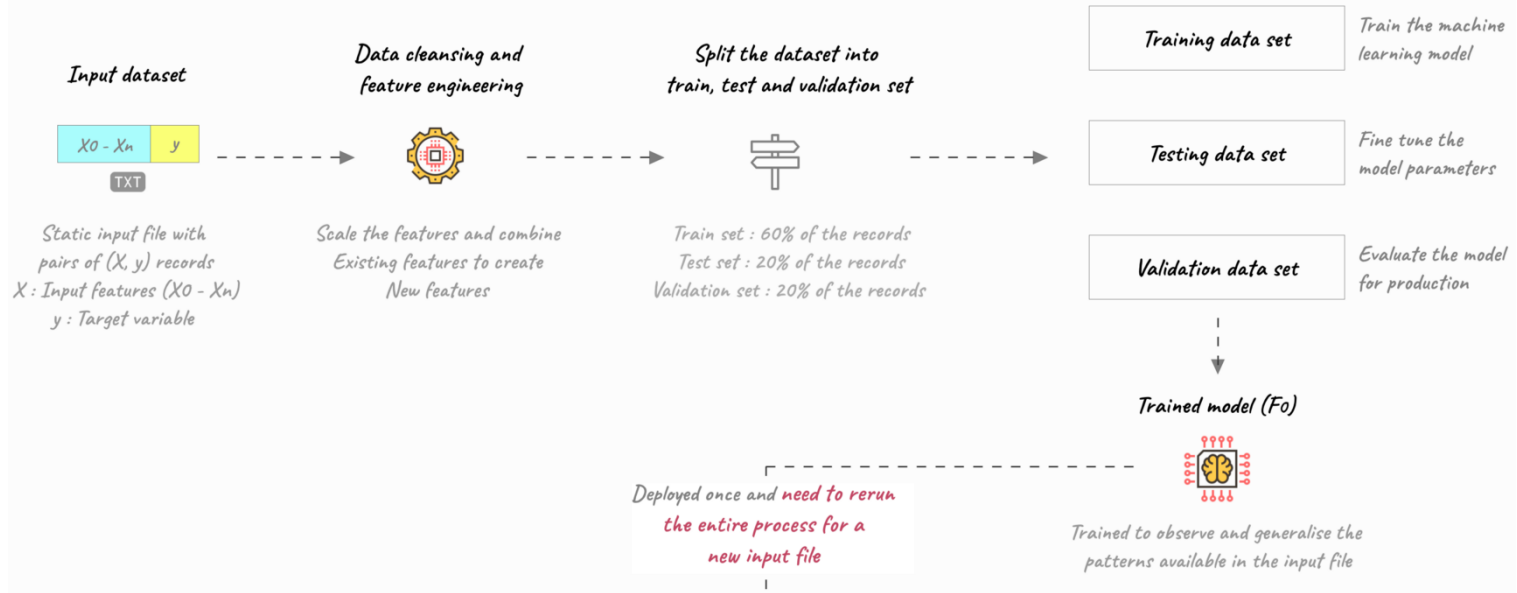 Input dataset
X0 - Xn
y
TXT
Static input file with
pairs of (X, y) records
X : Input features (X0 - Xn)
y : Target variable
Data cleansing and
feature engineering
Scale the features and combine
Existing features to create
New features
Split the dataset into
train, test and validation set
Train set : 60% of the records
Test set : 20% of the records
Validation set : 20% of the records
Training data set
Train the machine
learning model
Testing data set
Fine tune the
model parameters
Validation data set
Evaluate the model
for production
Trained model (F0)
Trained to observe and generalise the
patterns available in the input file
Deployed once and need to rerun
the entire process for a
new input file